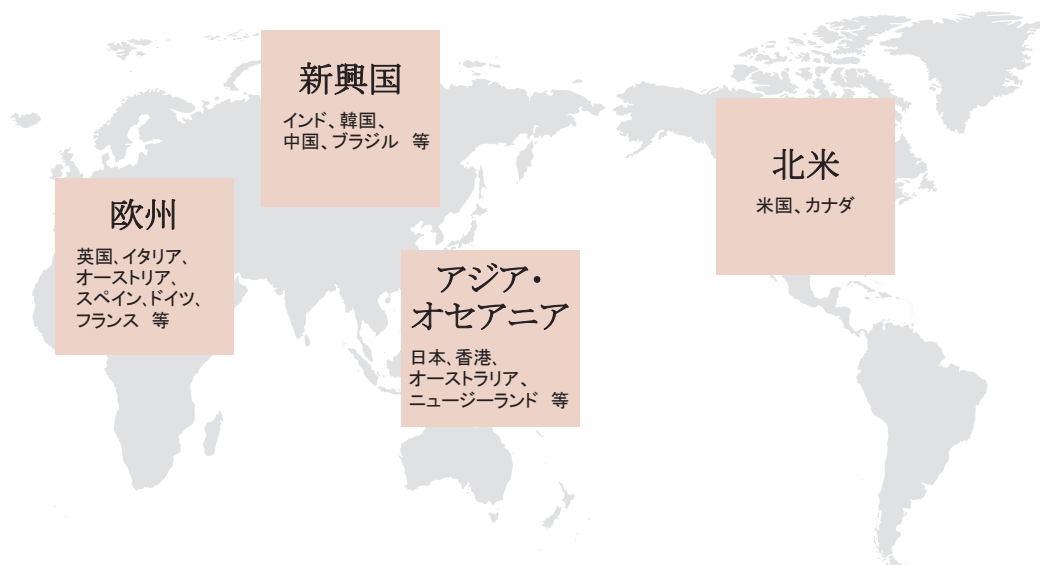 新興国
インド、韓国、
中国、ブラジル　等
欧州
英国、イタリア、
オーストリア、
スペイン、ドイツ、
フランス　等
アジア・
オセアニア
日本、香港、
オーストラリア、
ニュージーランド　等
北米
米国、カナダ